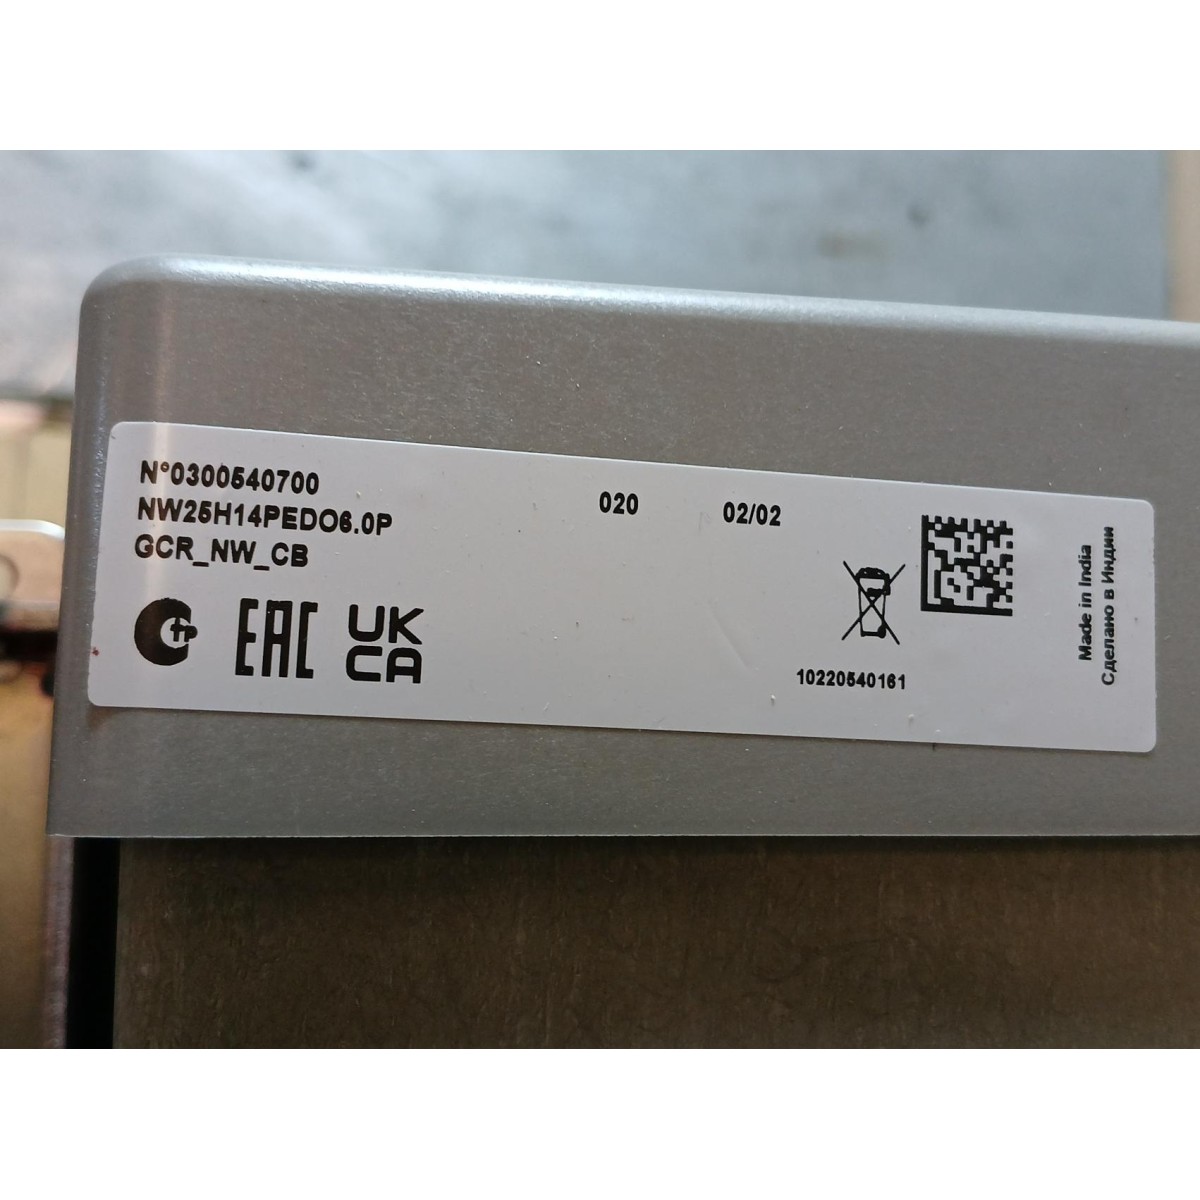 N°0300540700
NW25H14PEDO6.0P
GCR_NW_CB
020
02/02
EAC
UK
CA
10220540161
Made in India
Сделано в Индии